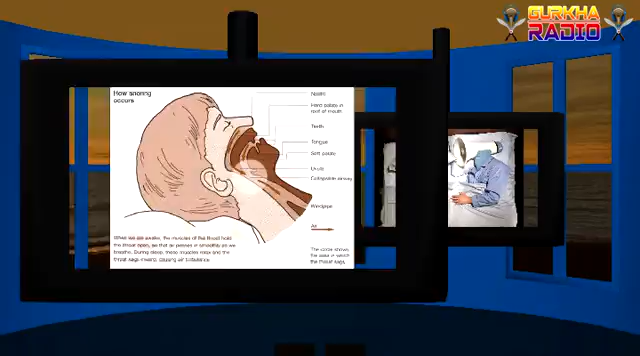 GURKHA
RADIO
How snoring
occurs
Nostril
Hard palate in
roof of mouth
Teeth
Tongue
Soft palate
Uvula
Collapsible airway
Windpipe
Air
When we are awake, the muscles of the throat hold
the throat open, so that air passes in smoothly as we
breathe. During sleep, these muscles relax and the
throat sags inwards, causing air turbulence.
The circle shows
the area in which
the throat sags.